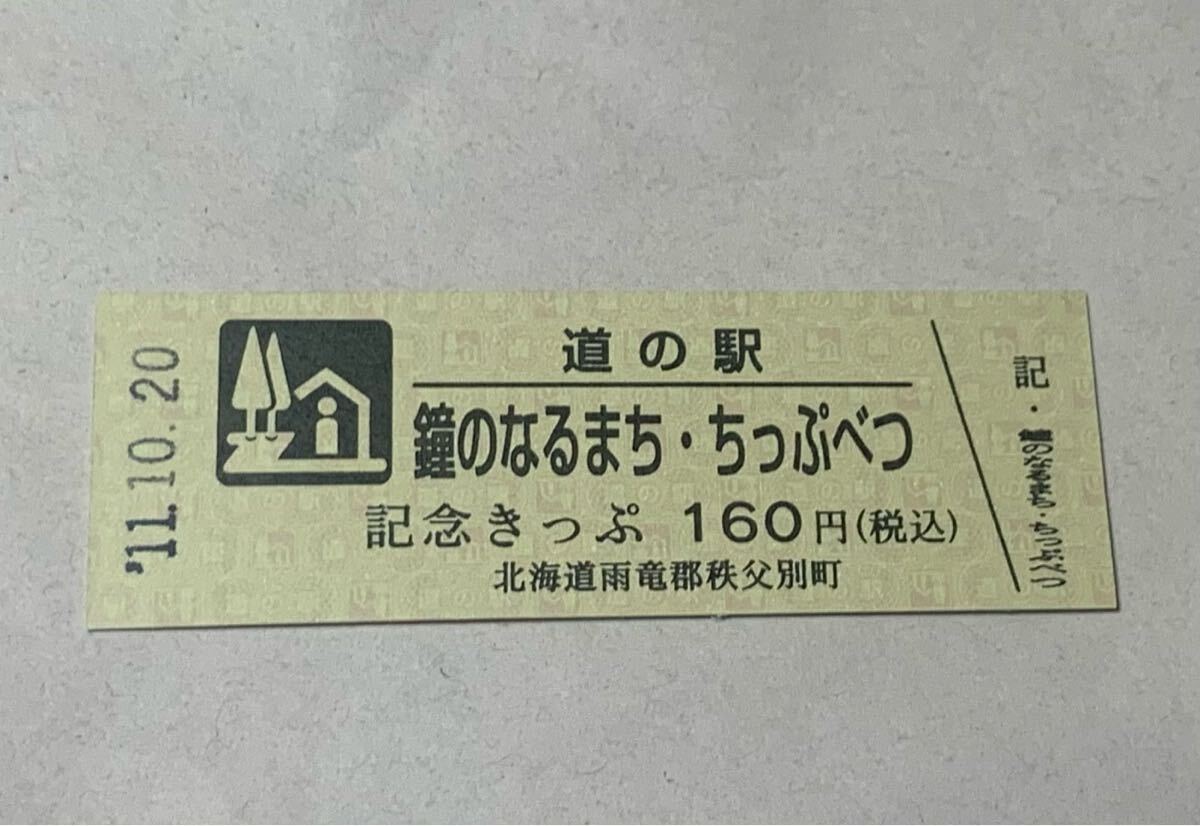 '11.10.20
道の駅
鐘のなるまち・ちっぷべつ
記念きっぷ 160円(税込)
北海道雨竜郡秩父別町
記・鐘のなるまち・ちっぷべつ